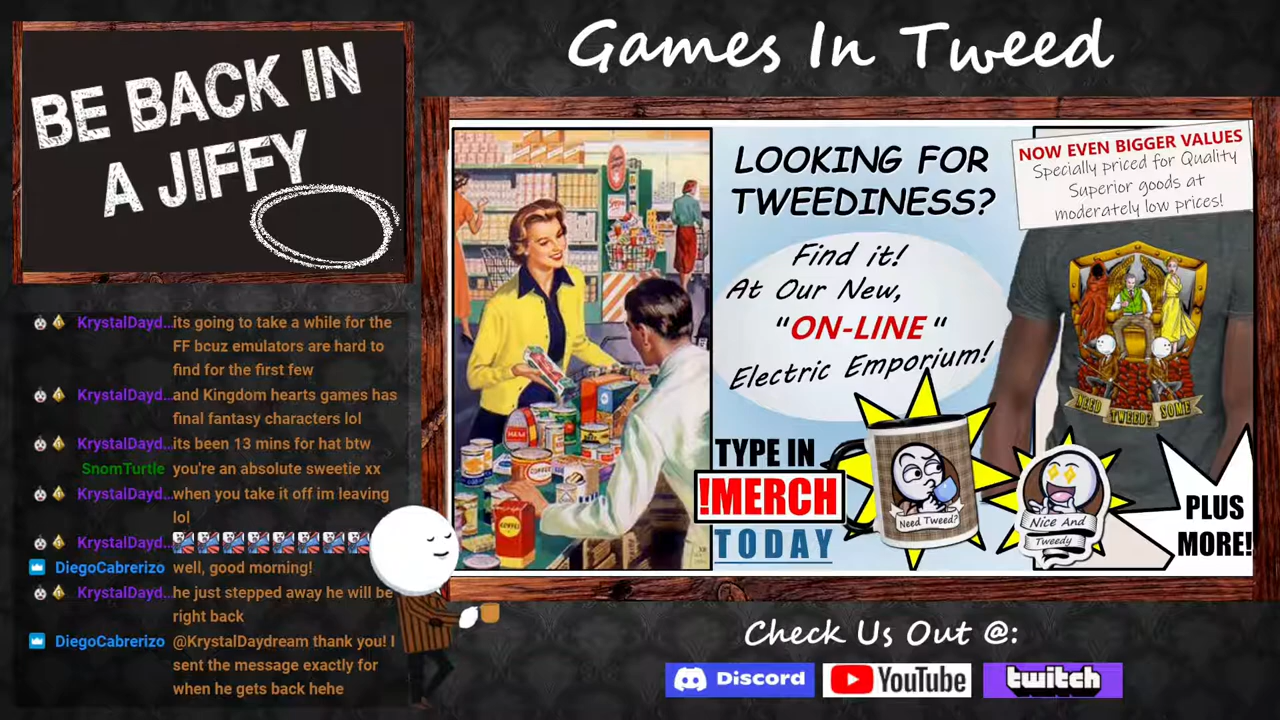 Games In Tweed
BE BACK IN
A JIFFY
its going to take a while for the
KrystalDayd...
FF bcuz emulators are hard to
find for the first few
KrystalDayd... and Kingdom hearts games has
final fantasy characters lol
KrystalDayd... its been 13 mins for hat btw
SnomTurtle you're an absolute sweetie xx
KrystalDayd... when you take it off im leaving
lol
KrystalDayd...
DiegoCabrerizo well, good morning!
KrystalDayd... he just stepped away he will be
right back
DiegoCabrerizo @KrystalDaydream thank you! I
sent the message exactly for
when he gets back hehe
LOOKING FOR
TWEEDINESS?
Find it!
At Our New,
"ON-LINE "
Electric Emporium!
TYPE IN
!MERCH
TODAY
NOW EVEN BIGGER VALUES
Specially priced for Quality
Superior goods at
moderately low prices!
NEED TWEED? SOME
Need Tweed?
Nice And
Tweedy
PLUS
MORE!
COFFEE
Check Us Out @:
Discord
YouTube
twitch